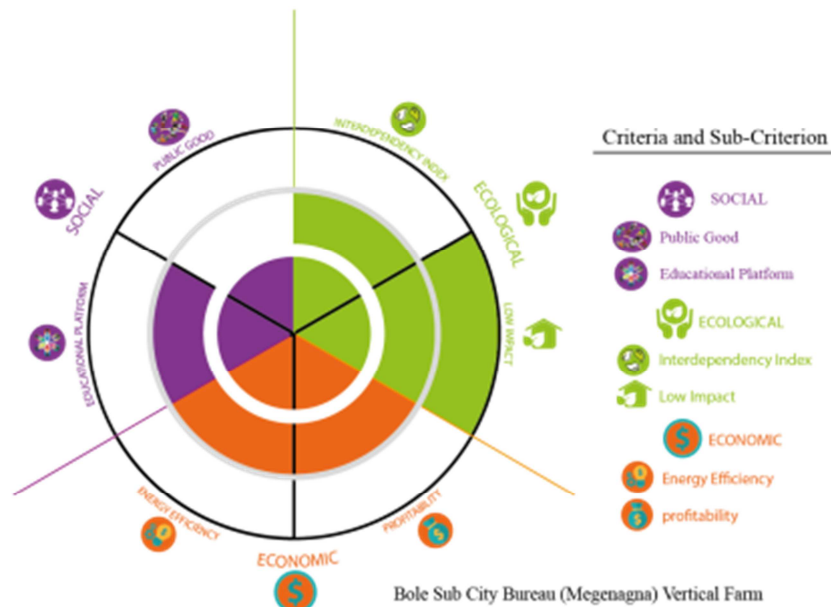 PUBLIC GOOD
INTERDEPENDENCY INDEX
SOCIAL
ECOLOGICAL
EDUCATIONAL PLATFORM
LOW IMPACT
ENERGY EFFICIENCY
PROFITABILITY
ECONOMIC
$
Criteria and Sub-Criterion
SOCIAL
Public Good
Educational Platform
ECOLOGICAL
Interdependency Index
Low Impact
$ ECONOMIC
Energy Efficiency
profitability
Bole Sub City Bureau (Megenagna) Vertical Farm